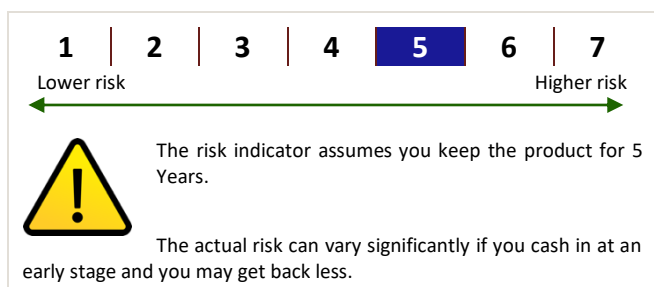 1 2 3 4 5 6 7
Lower risk Higher risk
The risk indicator assumes you keep the product for 5
Years.
The actual risk can vary significantly if you cash in at an
early stage and you may get back less.